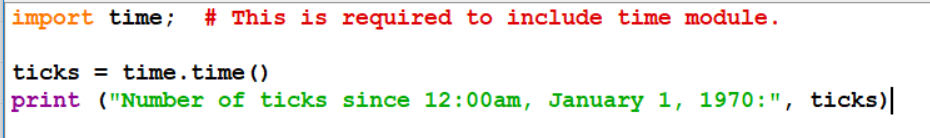 import time;  # This is required to include time module.
ticks = time.time()
print ("Number of ticks since 12:00am, January 1, 1970:", ticks)